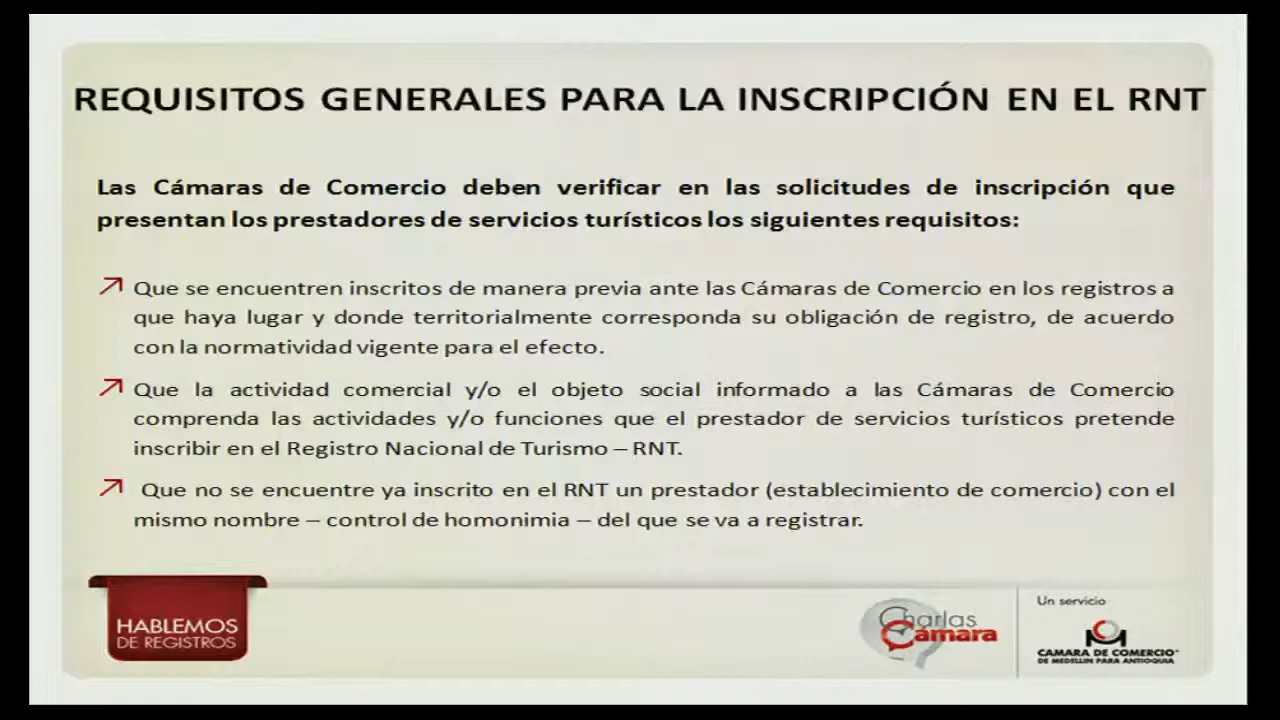 REQUISITOS GENERALES PARA LA INSCRIPCIÓN EN EL RNT
Las Cámaras de Comercio deben verificar en las solicitudes de inscripción que
presentan los prestadores de servicios turísticos los siguientes requisitos:
Que se encuentren inscritos de manera previa ante las Cámaras de Comercio en los registros a
que haya lugar y donde territorialmente corresponda su obligación de registro, de acuerdo
con la normatividad vigente para el efecto.
Que la actividad comercial y/o el objeto social informado a las Cámaras de Comercio
comprenda las actividades y/o funciones que el prestador de servicios turísticos pretende
inscribir en el Registro Nacional de Turismo – RNT.
Que no se encuentre ya inscrito en el RNT un prestador (establecimiento de comercio) con el
mismo nombre – control de homonimia – del que se va a registrar.
HABLEMOS
DE REGISTROS
Charlas
Cámara
Un servicio
CAMARA DE COMERCIO
DE MEDELLIN PARA ANTIOQUIA